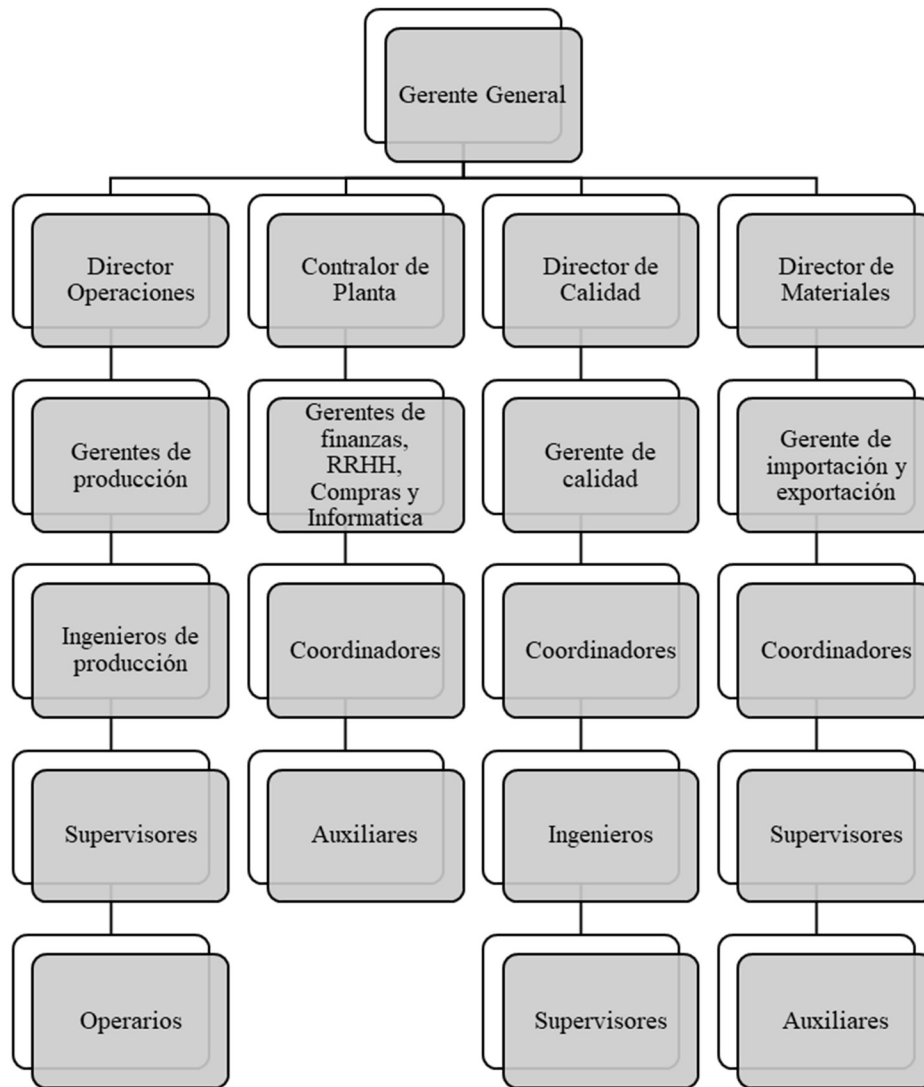 Gerente General
Director
Operaciones
Contralor de
Planta
Director de
Calidad
Director de
Materiales
Gerentes de
producción
Gerentes de
finanzas,
RRHH,
Compras y
Informatica
Gerente de
calidad
Gerente de
importación y
exportación
Ingenieros de
producción
Coordinadores
Coordinadores
Coordinadores
Supervisores
Auxiliares
Ingenieros
Supervisores
Operarios
Supervisores
Auxiliares